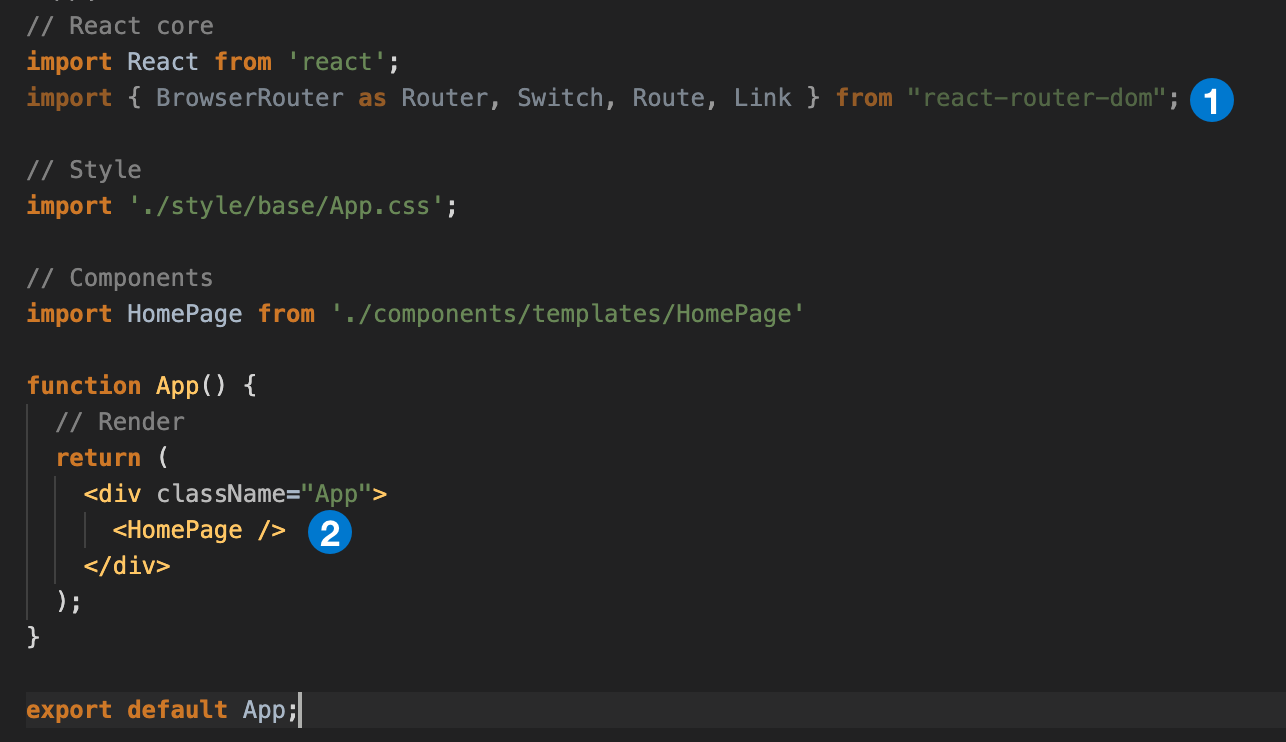 // React core
import React from 'react';
import { BrowserRouter as Router, Switch, Route, Link } from "react-router-dom"; 1
// Style
import './style/base/App.css';
// Components
import HomePage from './components/templates/HomePage'
function App() {
// Render
return (
<div className="App">
<HomePage /> 2
</div>
);
}
export default App;